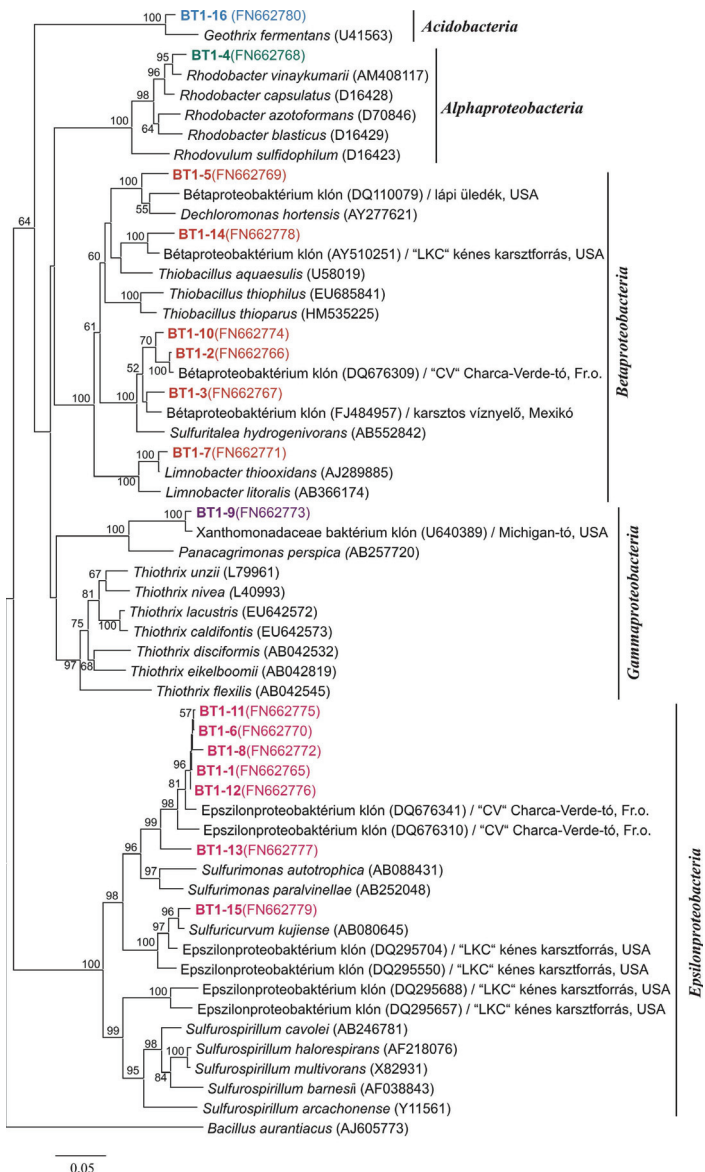 100
BT1-16 (FN662780)
Geothrix fermentans (U41563)
Acidobacteria
95
BT1-4(FN662768)
96
Rhodobacter vinaykumarii (AM408117)
98
Rhodobacter capsulatus (D16428)
Rhodobacter azotoformans (D70846)
Alphaproteobacteria
64
100
Rhodobacter blasticus (D16429)
Rhodovulum sulfidophilum (D16423)
100
BT1-5(FN662769)
Bétaproteobaktérium klón (DQ110079) / lápi üledék, USA
55
Dechloromonas hortensis (AY277621)
64
100
BT1-14(FN662778)
60
Bétaproteobaktérium klón (AY510251) / “LKC“ kénes karsztforrás, USA
Thiobacillus aquaesulis (U58019)
100
Thiobacillus thiophilus (EU685841)
Thiobacillus thioparus (HM535225)
Betaproteobacteria
61
70
BT1-10(FN662774)
BT1-2(FN662766)
52
100
Bétaproteobaktérium klón (DQ676309) / “CV“ Charca-Verde-tó, Fr.o.
BT1-3(FN662767)
100
100
Bétaproteobaktérium klón (FJ484957) / karsztos víznyelő, Mexikó
Sulfuritalea hydrogenivorans (AB552842)
BT1-7(FN662771)
Limnobacter thiooxidans (AJ289885)
100
Limnobacter litoralis (AB366174)
100
BT1-9(FN662773)
100
Xanthomonadaceae baktérium klón (U640389) / Michigan-tó, USA
Panacagrimonas perspica (AB257720)
67
Thiothrix unzii (L79961)
81
Thiothrix nivea (L40993)
Thiothrix lacustris (EU642572)
75
100
Thiothrix caldifontis (EU642573)
Gammaproteobacteria
Thiothrix disciformis (AB042532)
97
68
Thiothrix eikelboomii (AB042819)
Thiothrix flexilis (AB042545)
57
BT1-11(FN662775)
BT1-6(FN662770)
BT1-8(FN662772)
96
BT1-1(FN662765)
81
BT1-12(FN662776)
98
Epszilonproteobaktérium klón (DQ676341) / “CV“ Charca-Verde-tó, Fr.o.
99
Epszilonproteobaktérium klón (DQ676310) / “CV“ Charca-Verde-tó, Fr.o.
96
BT1-13(FN662777)
97
Sulfurimonas autotrophica (AB088431)
Sulfurimonas paralvinellae (AB252048)
98
96
BT1-15(FN662779)
97
Sulfuricurvum kujiense (AB080645)
100
Epszilonproteobaktérium klón (DQ295704) / “LKC“ kénes karsztforrás, USA
Epszilonproteobaktérium klón (DQ295550) / “LKC“ kénes karsztforrás, USA
Epsilonproteobacteria
100
100
Epszilonproteobaktérium klón (DQ295688) / “LKC“ kénes karsztforrás, USA
Epszilonproteobaktérium klón (DQ295657) / “LKC“ kénes karsztforrás, USA
99
Sulfurospirillum cavolei (AB246781)
98
100
Sulfurospirillum halorespirans (AF218076)
Sulfurospirillum multivorans (X82931)
95
84
Sulfurospirillum barnesii (AF038843)
Sulfurospirillum arcachonense (Y11561)
Bacillus aurantiacus (AJ605773)
0.05